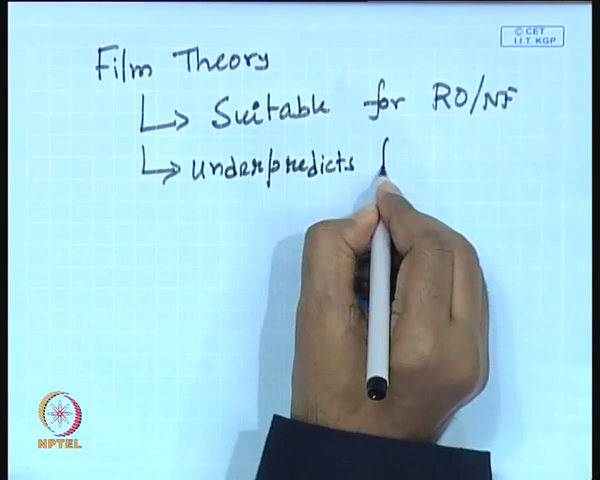 © CET
I.I.T. KGP
Film Theory
↳ Suitable for RO/NF
↳ underpredicts
NPTEL